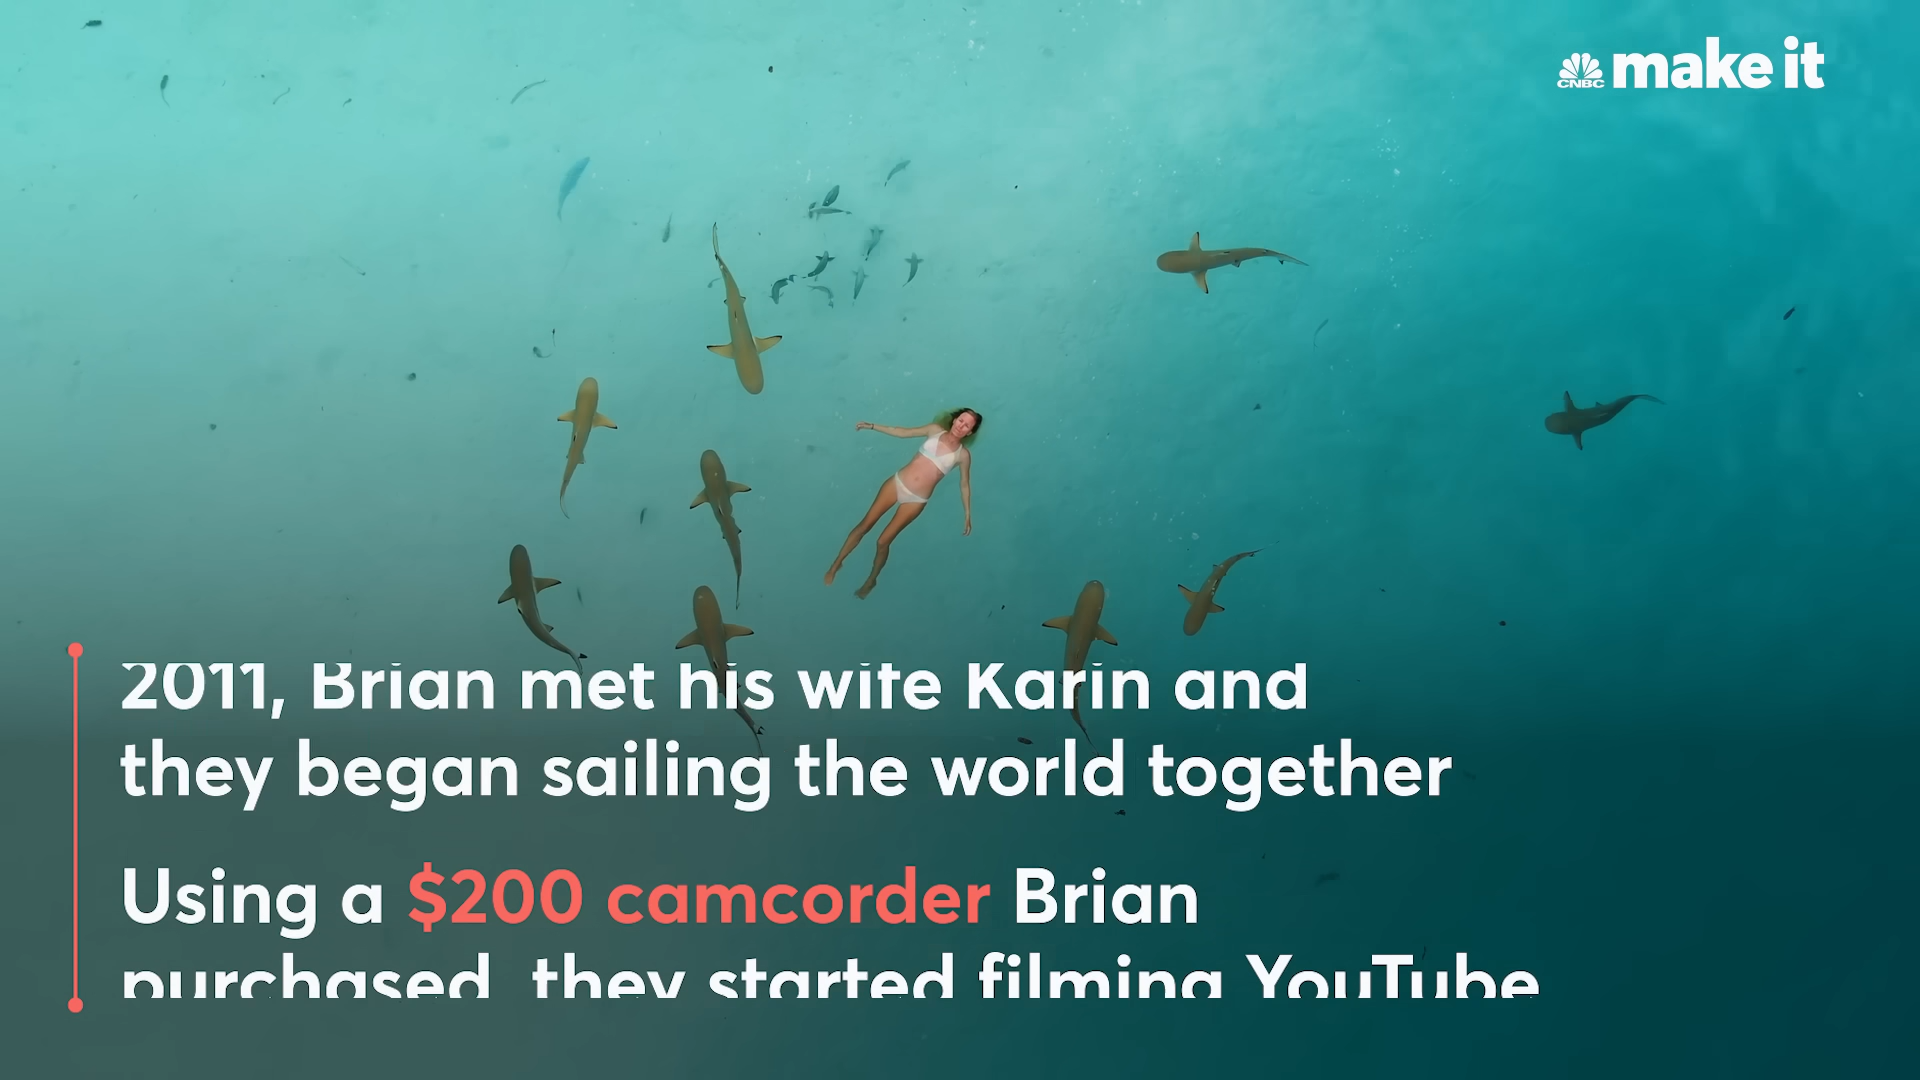 CNBC make it
2011, Brian met his wife Karin and
they began sailing the world together
Using a $200 camcorder Brian
purchased, they started filming YouTube